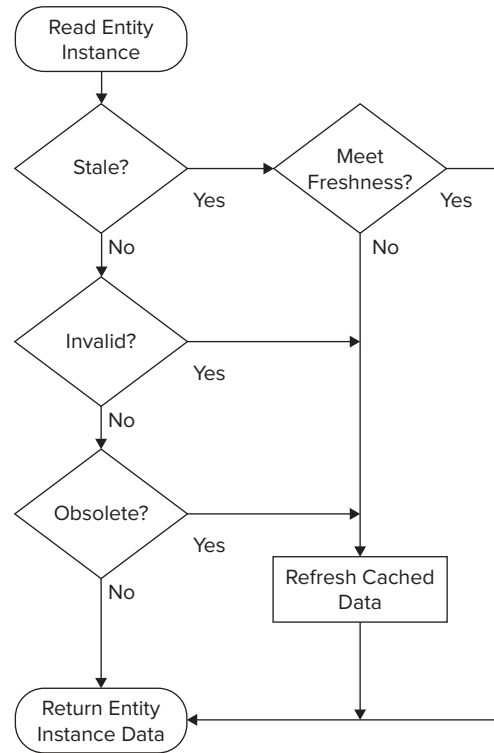 Read Entity
Instance
Stale?
Yes
Meet
Freshness?
Yes
No
No
Invalid?
Yes
No
Obsolete?
Yes
No
Refresh Cached
Data
Return Entity
Instance Data